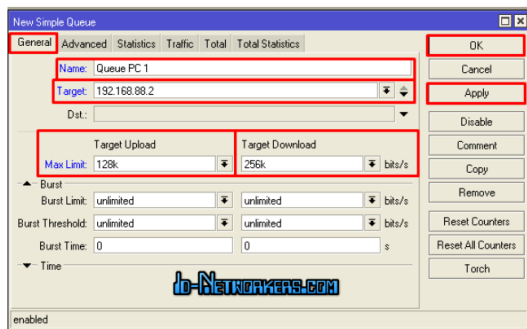 New Simple Queue
General Advanced Statistics Traffic Total Total Statistics
Name: Queue PC 1
Target: 192.168.88.2
Dst.:
Target Upload Target Download
Max Limit: 128k 256k bits/s
Burst
Burst Limit: unlimited unlimited bits/s
Burst Threshold: unlimited unlimited bits/s
Burst Time: 0 0 s
Time
OK
Cancel
Apply
Disable
Comment
Copy
Remove
Reset Counters
Reset All Counters
Torch
ID-NETWORKERS.COM
enabled